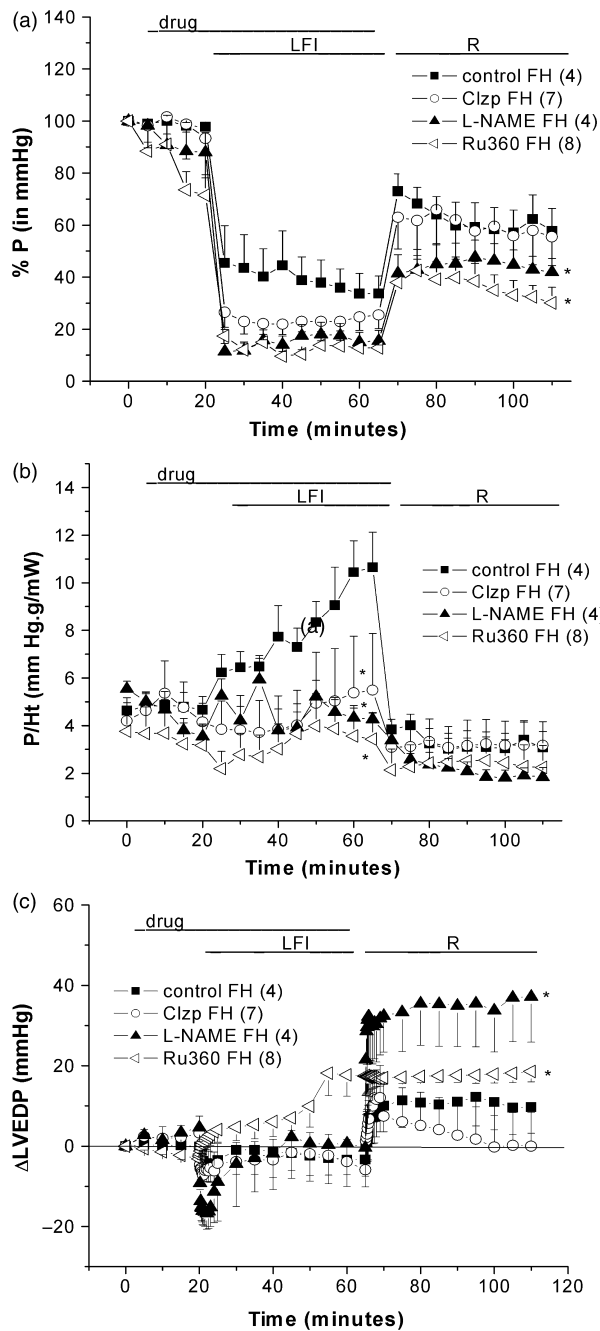 (a)
140
120
100
80
60
40
20
0
% P (in mmHg)
drug
LFI
R
control FH (4)
Clzp FH (7)
L-NAME FH (4)
Ru360 FH (8)
*
*
0 20 40 60 80 100
Time (minutes)
(b)
14
12
10
8
6
4
2
0
P/Ht (mm Hg.g/mW)
drug
LFI
R
control FH (4)
Clzp FH (7)
L-NAME FH (4
Ru360 FH (8)
(a)
*
*
*
0 20 40 60 80 100
Time (minutes)
(c)
60
40
20
0
−20
ΔLVEDP (mmHg)
drug
LFI
R
control FH (4)
Clzp FH (7)
L-NAME FH (4)
Ru360 FH (8)
*
*
0 20 40 60 80 100 120
Time (minutes)